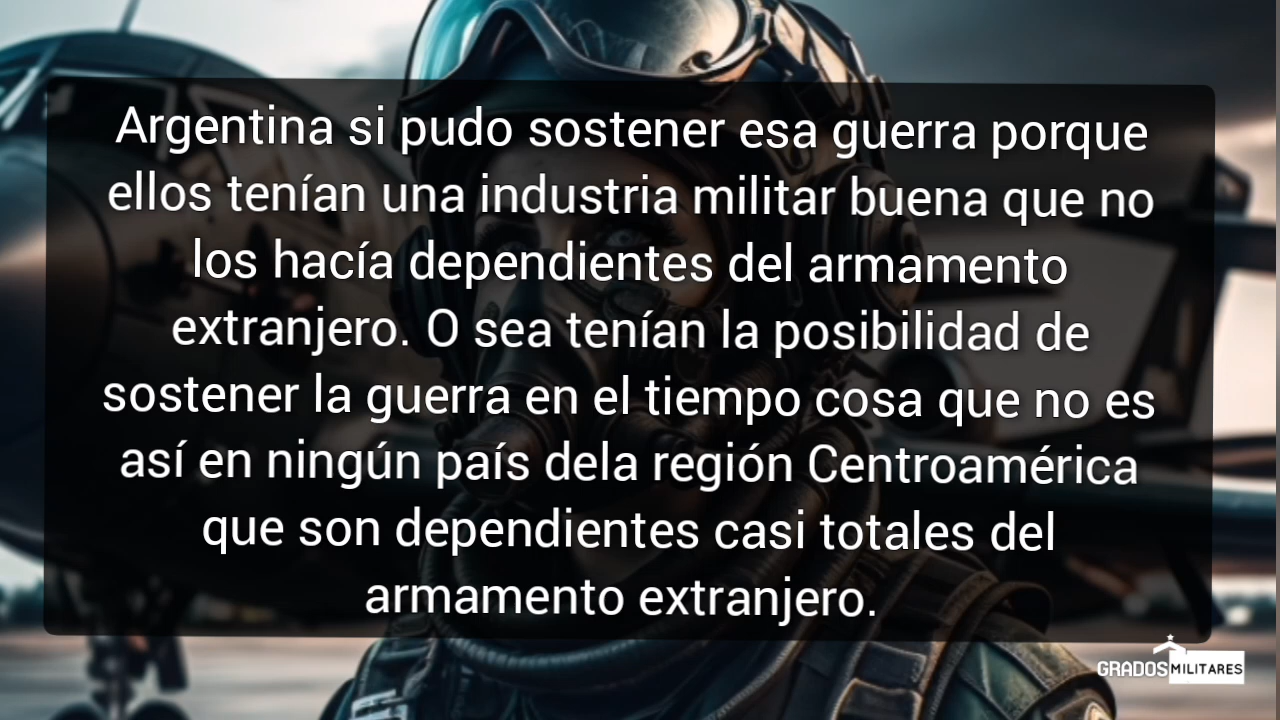 Argentina si pudo sostener esa guerra porque
ellos tenían una industria militar buena que no
los hacía dependientes del armamento
extranjero. O sea tenían la posibilidad de
sostener la guerra en el tiempo cosa que no es
así en ningún país dela región Centroamérica
que son dependientes casi totales del
armamento extranjero.
GRADOSMILITARES